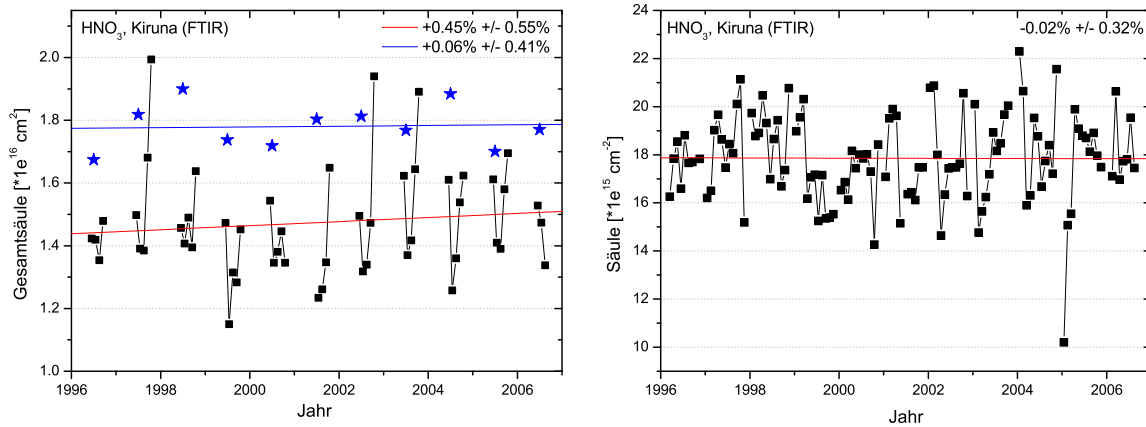 HNO3, Kiruna (FTIR)
+0.45% +/- 0.55%
+0.06% +/- 0.41%
2.0
1.8
1.6
1.4
1.2
1.0
Gesamtsäule [*1e16 cm-2]
1996
1998
2000
2002
2004
2006
Jahr
HNO3, Kiruna (FTIR)
-0.02% +/- 0.32%
24
22
20
18
16
14
12
10
Säule [*1e15 cm-2]
1996
1998
2000
2002
2004
2006
Jahr